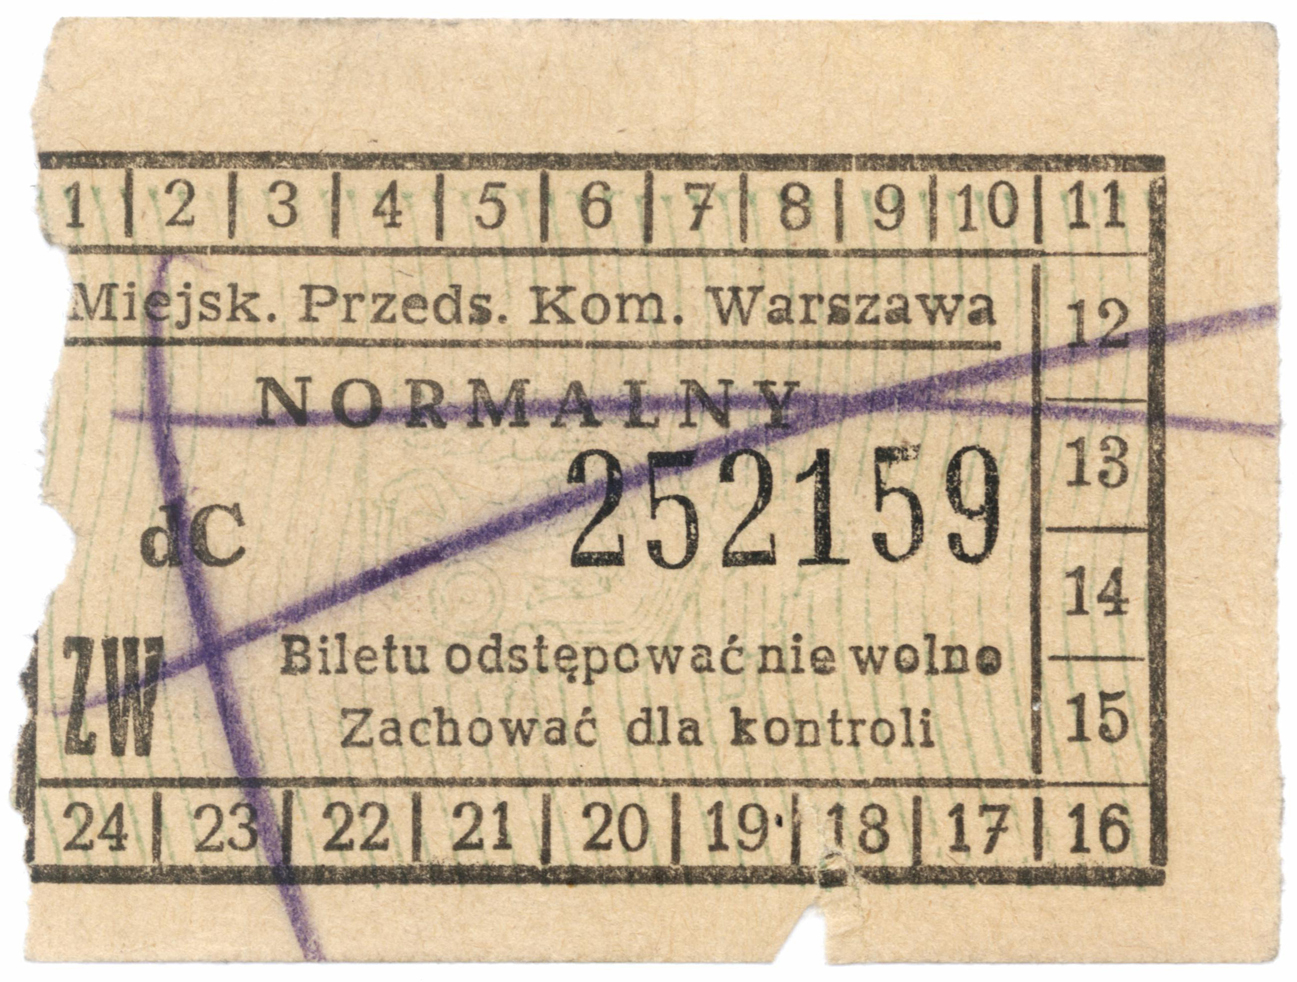 1 2 3 4 5 6 7 8 9 10 11
Miejsk. Przeds. Kom. Warszawa
12
NORMALNY
13
dC 252159
14
ZW
Biletu odstępować nie wolno
Zachować dla kontroli
15
24 23 22 21 20 19 18 17 16